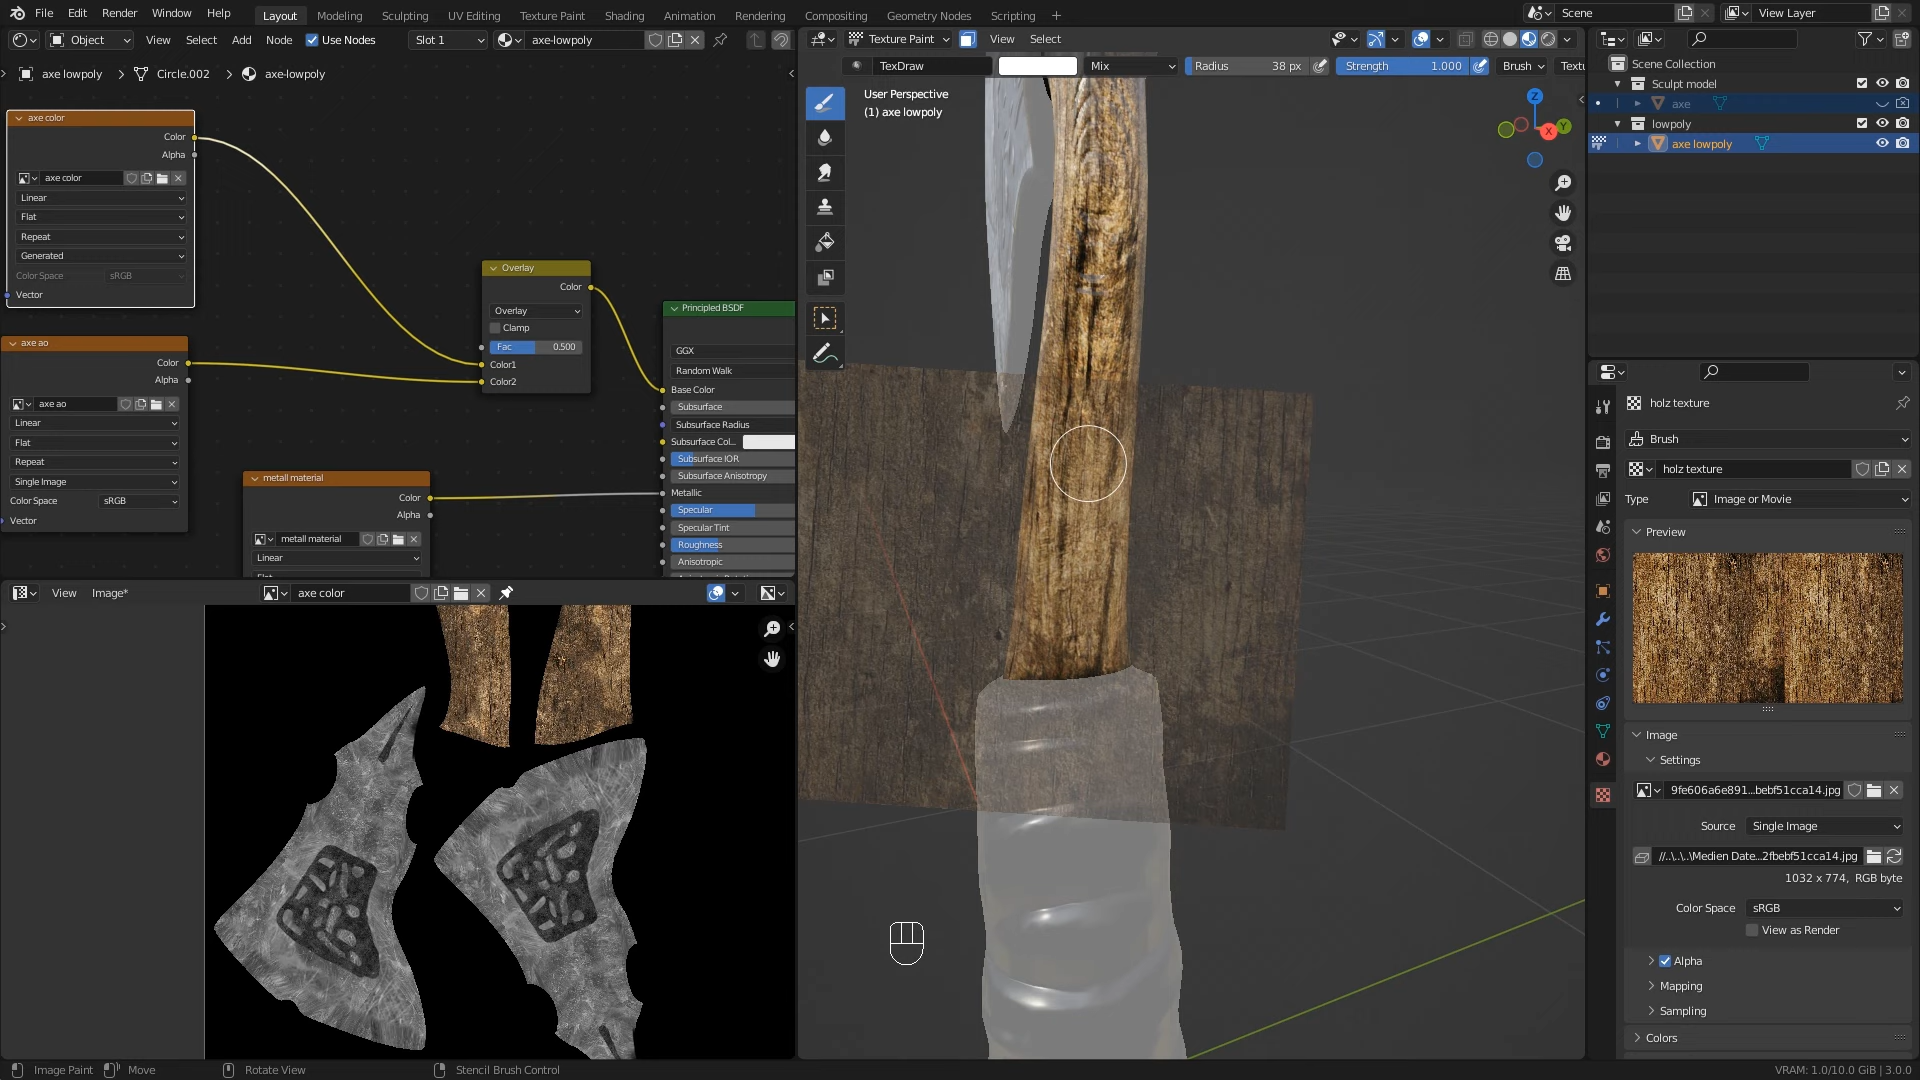 File Edit Render Window Help Layout Modeling Sculpting UV Editing Texture Paint Shading Animation Rendering Compositing Geometry Nodes Scripting + Scene View Layer
Object View Select Add Node Use Nodes Slot 1 axe-lowpoly
axe lowpoly > Circle.002 > axe-lowpoly
axe color
Color
Alpha
axe color
Linear
Flat
Repeat
Generated
Color Space sRGB
Vector
axe ao
Color
Alpha
axe ao
Linear
Flat
Repeat
Single Image
Color Space sRGB
Vector
metall material
Color
Alpha
metall material
Linear
Overlay
Color
Overlay
Clamp
Fac 0.500
Color1
Color2
Principled BSDF
GGX
Random Walk
Base Color
Subsurface
Subsurface Radius
Subsurface Col...
Subsurface IOR
Subsurface Anisotropy
Metallic
Specular
Specular Tint
Roughness
Anisotropic
View Image* axe color
Texture Paint View Select
TexDraw Mix Radius 38 px Strength 1.000 Brush Textu
User Perspective
(1) axe lowpoly
Z
X
Y
Scene Collection
Sculpt model
axe
lowpoly
axe lowpoly
holz texture
Brush
holz texture
Type Image or Movie
Preview
Image
Settings
9fe606a6e891...bebf51cca14.jpg
Source Single Image
//..\..\..\Medien Date...2fbebf51cca14.jpg
1032 x 774, RGB byte
Color Space sRGB
View as Render
Alpha
Mapping
Sampling
Colors
Image Paint Move Rotate View Stencil Brush Control VRAM: 1.0/10.0 GiB | 3.0.0